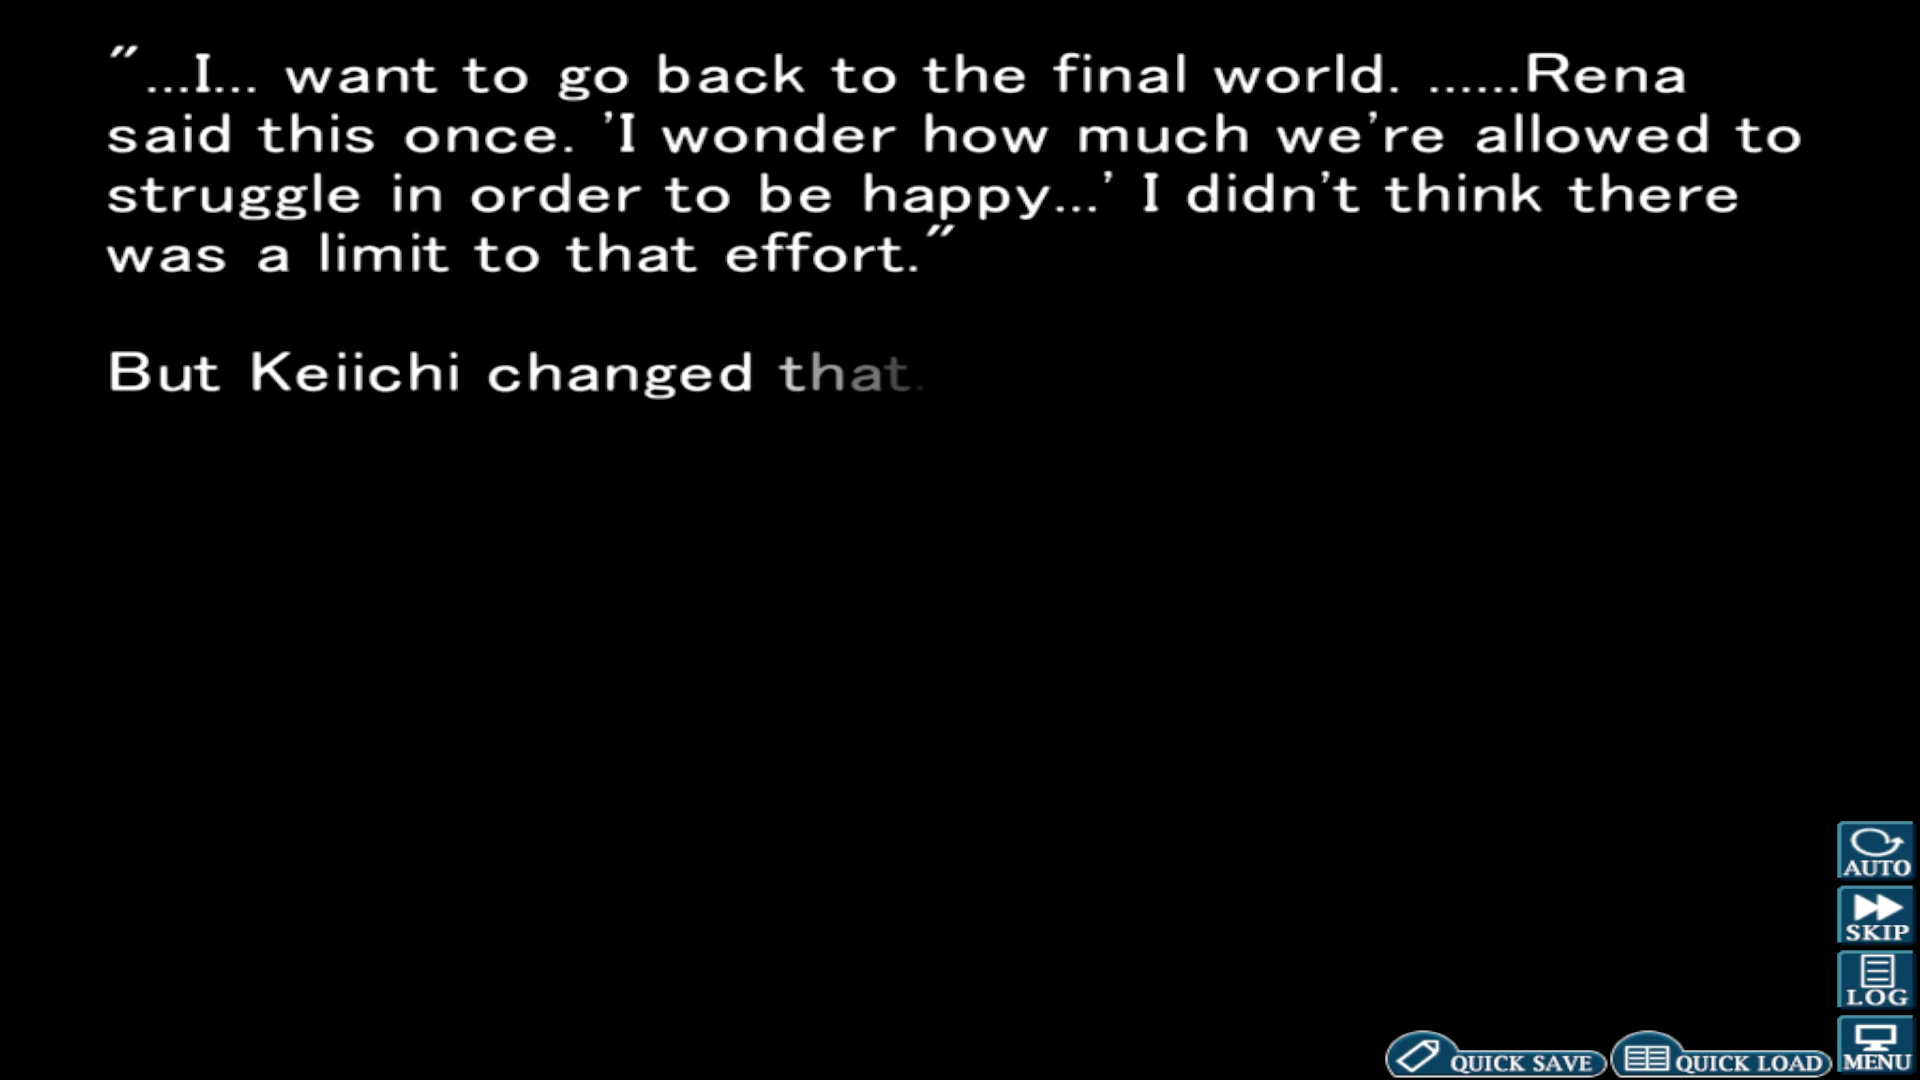 "...I... want to go back to the final world. ......Rena
said this once. 'I wonder how much we're allowed to
struggle in order to be happy...' I didn't think there
was a limit to that effort."
But Keiichi changed that.
AUTO
SKIP
LOG
QUICK SAVE
QUICK LOAD
MENU